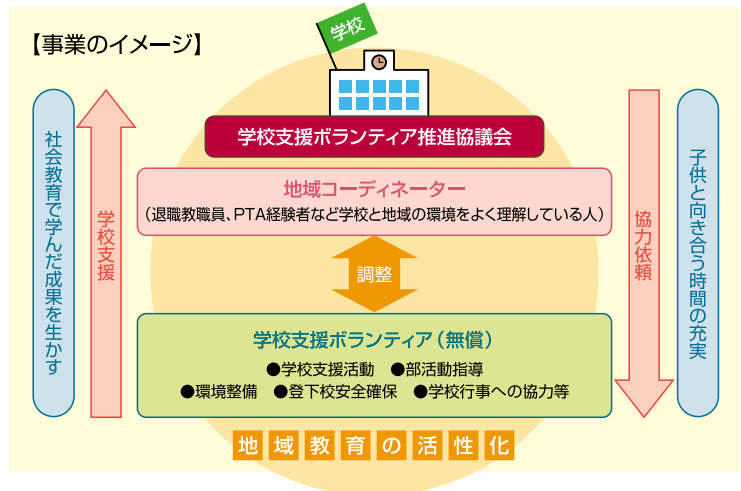 【事業のイメージ】
学校
学校支援ボランティア推進協議会
地域コーディネーター
（退職教職員、PTA経験者など学校と地域の環境をよく理解している人）
調整
学校支援ボランティア（無償）
●学校支援活動　●部活動指導
●環境整備　●登下校安全確保　●学校行事への協力等
社会教育で学んだ成果を生かす
学校支援
協力依頼
子供と向き合う時間の充実
地域教育の活性化